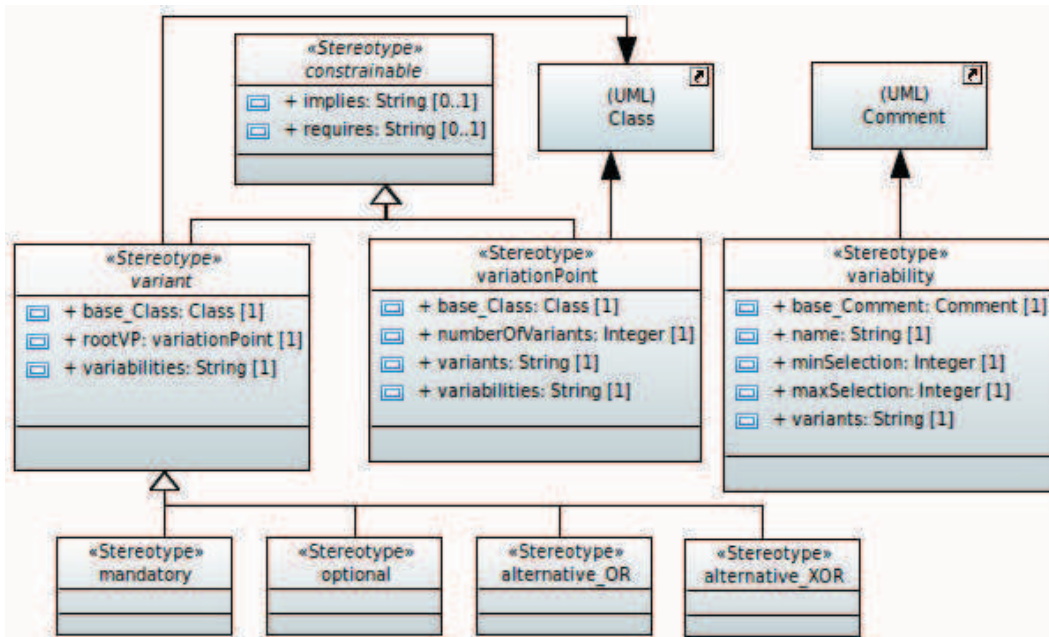 «Stereotype»
constrainable
+ implies: String [0..1]
+ requires: String [0..1]
(UML)
Class
(UML)
Comment
«Stereotype»
variant
+ base_Class: Class [1]
+ rootVP: variationPoint [1]
+ variabilities: String [1]
«Stereotype»
variationPoint
+ base_Class: Class [1]
+ numberOfVariants: Integer [1]
+ variants: String [1]
+ variabilities: String [1]
«Stereotype»
variability
+ base_Comment: Comment [1]
+ name: String [1]
+ minSelection: Integer [1]
+ maxSelection: Integer [1]
+ variants: String [1]
«Stereotype»
mandatory
«Stereotype»
optional
«Stereotype»
alternative_OR
«Stereotype»
alternative_XOR